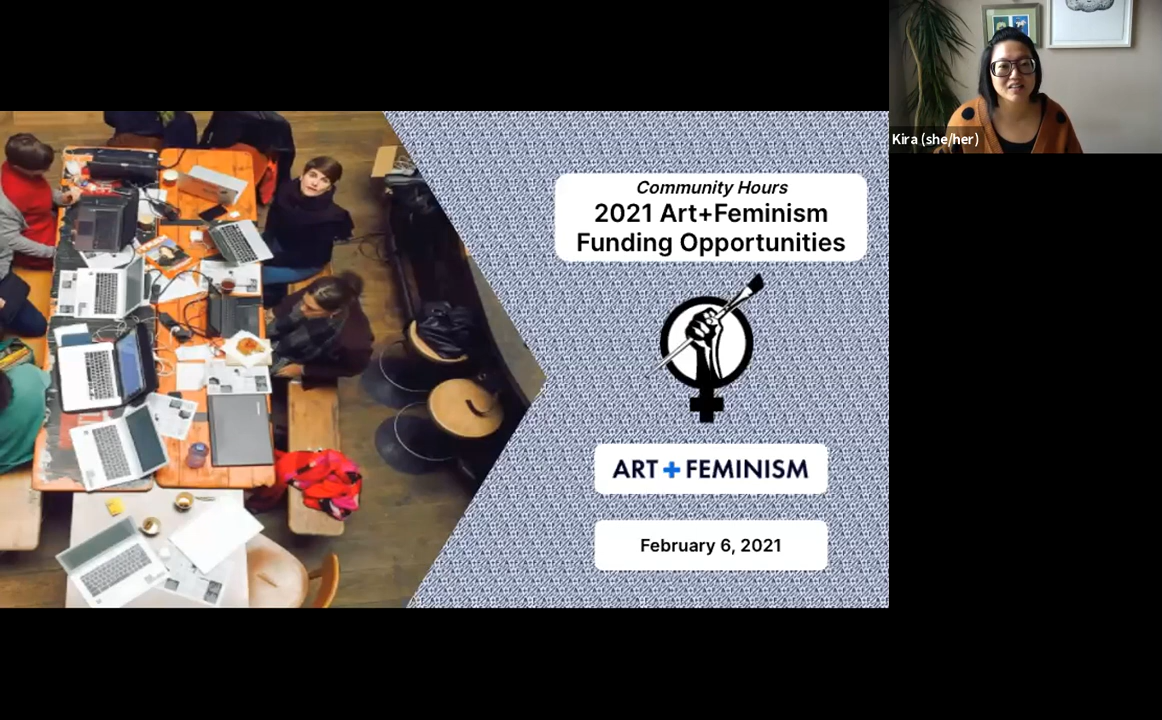 Community Hours
2021 Art+Feminism
Funding Opportunities
ART+FEMINISM
February 6, 2021
Kira (she/her)